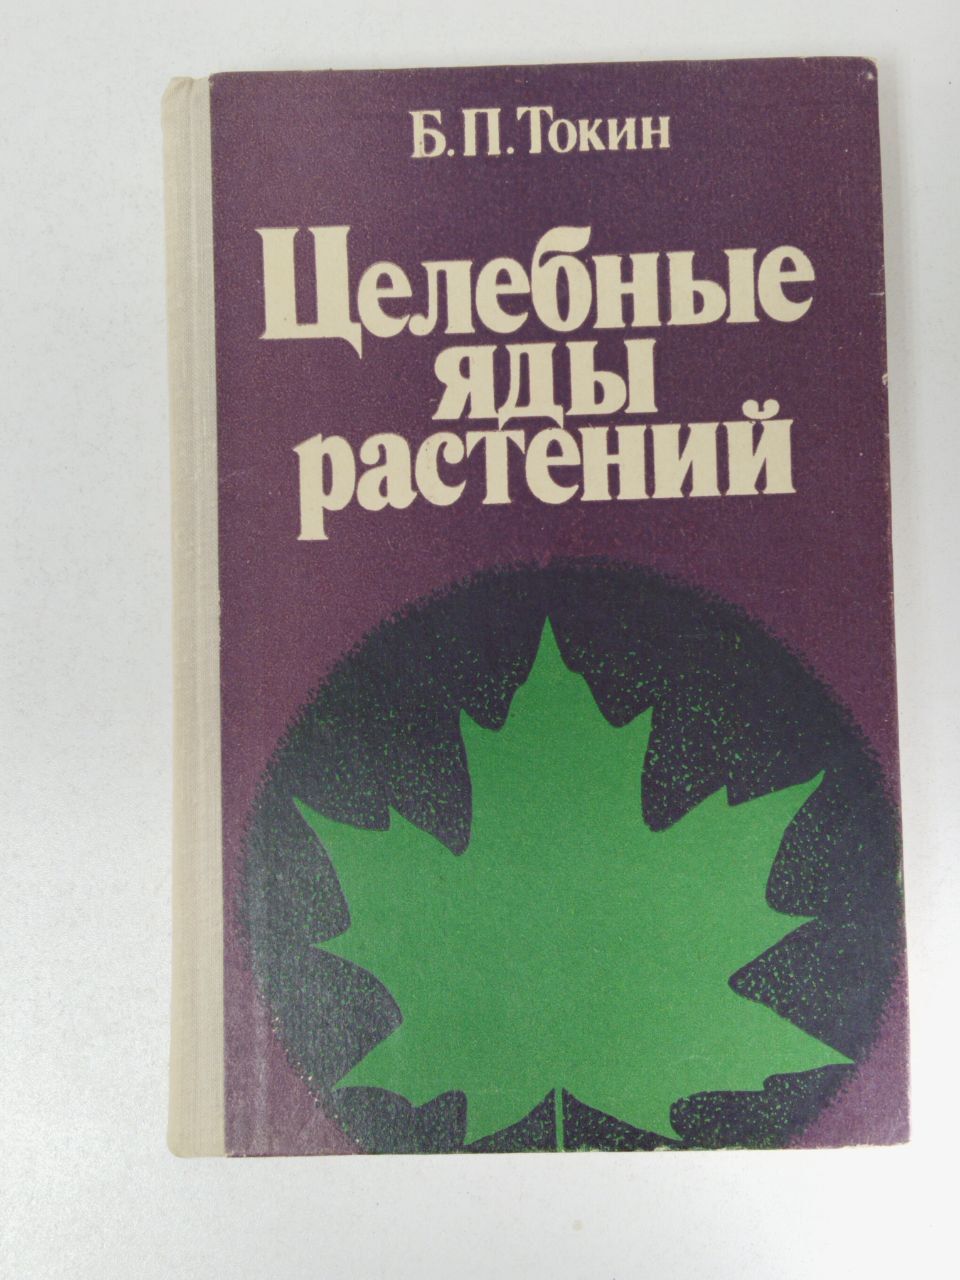 Б.П.Токин
Целебные
яды
растений